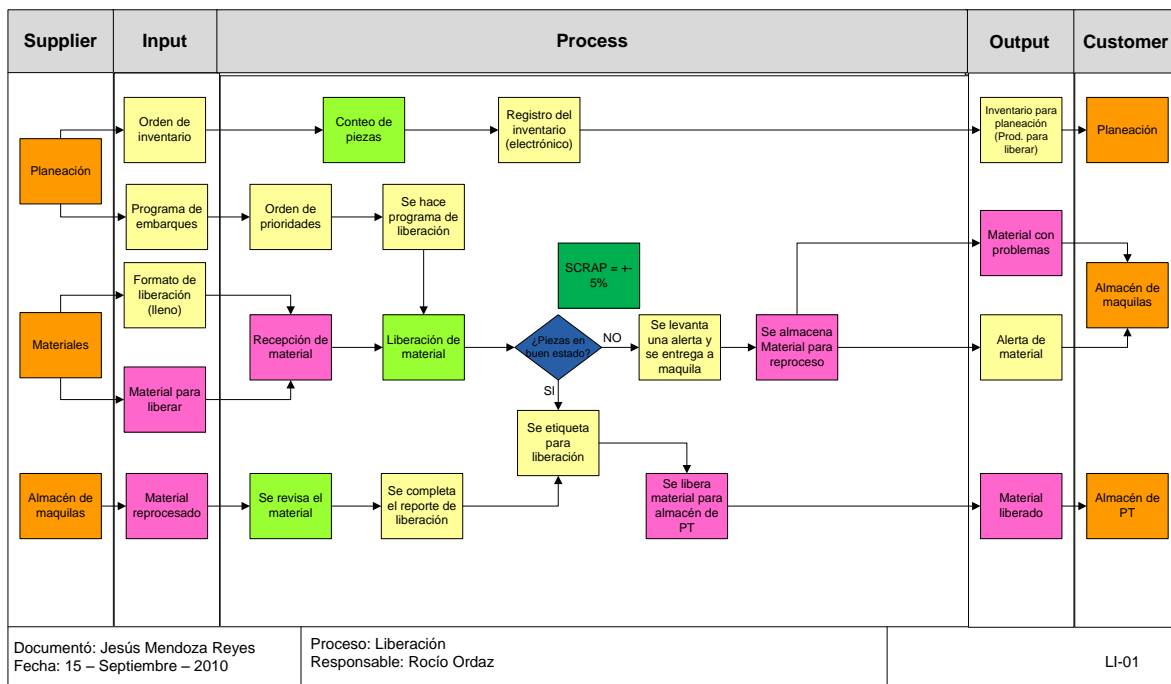 Supplier
Input
Process
Output
Customer
Planeación
Orden de
inventario
Conteo de
piezas
Registro del
inventario
(electrónico)
Inventario para
planeación
(Prod. para
liberar)
Planeación
Programa de
embarques
Orden de
prioridades
Se hace
programa de
liberación
SCRAP = +-
5%
Material con
problemas
Almacén de
maquilas
Materiales
Formato de
liberación
(lleno)
Material para
liberar
Recepción de
material
Liberación de
material
¿Piezas en
buen estado?
NO
SI
Se levanta
una alerta y
se entrega a
maquila
Se almacena
Material para
reproceso
Alerta de
material
Se etiqueta
para
liberación
Almacén de
maquilas
Material
reprocesado
Se revisa el
material
Se completa
el reporte de
liberación
Se libera
material para
almacén de
PT
Material
liberado
Almacén de
PT
Documentó: Jesús Mendoza Reyes
Fecha: 15 – Septiembre – 2010
Proceso: Liberación
Responsable: Rocío Ordaz
LI-01